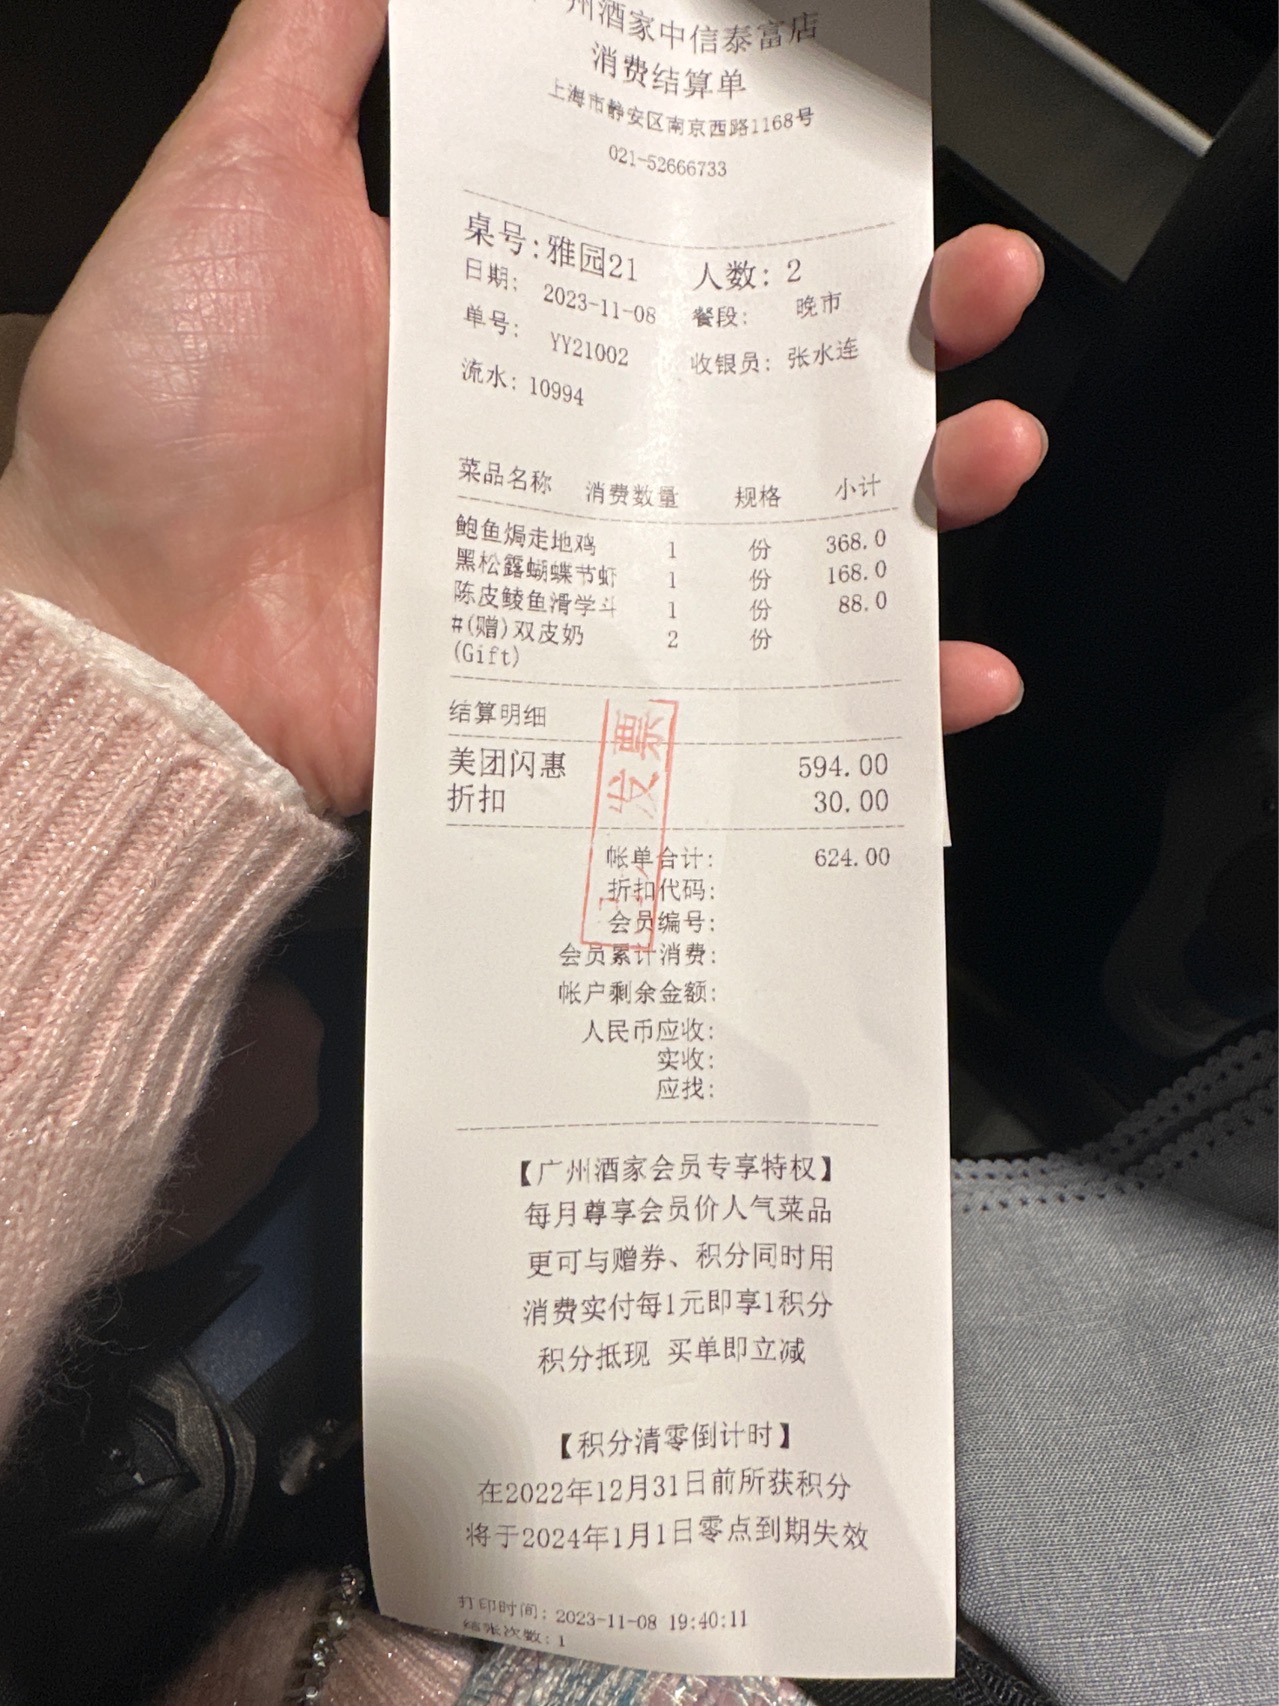 州酒家中信泰富店
消费结算单
上海市静安区南京西路1168号
021-52666733
桌号:雅园21 人数: 2
日期: 2023-11-08 餐段: 晚市
单号: YY21002 收银员: 张水连
流水: 10994
菜品名称 消费数量 规格 小计
鲍鱼焗走地鸡 1 份 368.0
黑松露蝴蝶节虾 1 份 168.0
陈皮鲮鱼滑学斗 1 份 88.0
#(赠)双皮奶 2 份
(Gift)
结算明细
美团闪惠 594.00
折扣 30.00
发票
帐单合计: 624.00
折扣代码:
会员编号:
会员累计消费:
帐户剩余金额:
人民币应收:
实收:
应找:
【广州酒家会员专享特权】
每月尊享会员价人气菜品
更可与赠券、积分同时用
消费实付每1元即享1积分
积分抵现 买单即立减
【积分清零倒计时】
在2022年12月31日前所获积分
将于2024年1月1日零点到期失效
打印时间: 2023-11-08 19:40:11
结账次数: 1